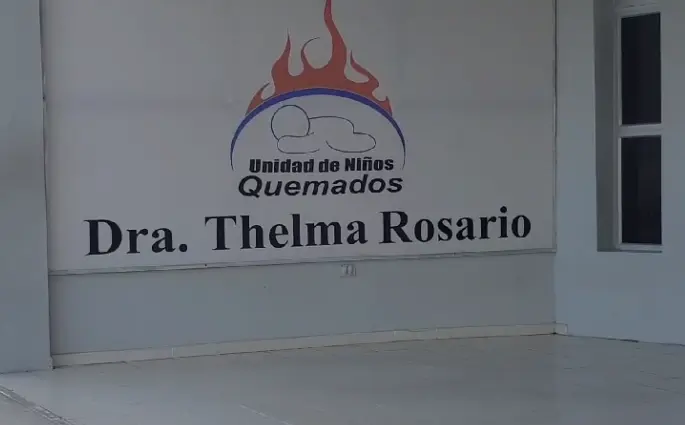 Unidad de Niños
Quemados
Dra. Thelma Rosario